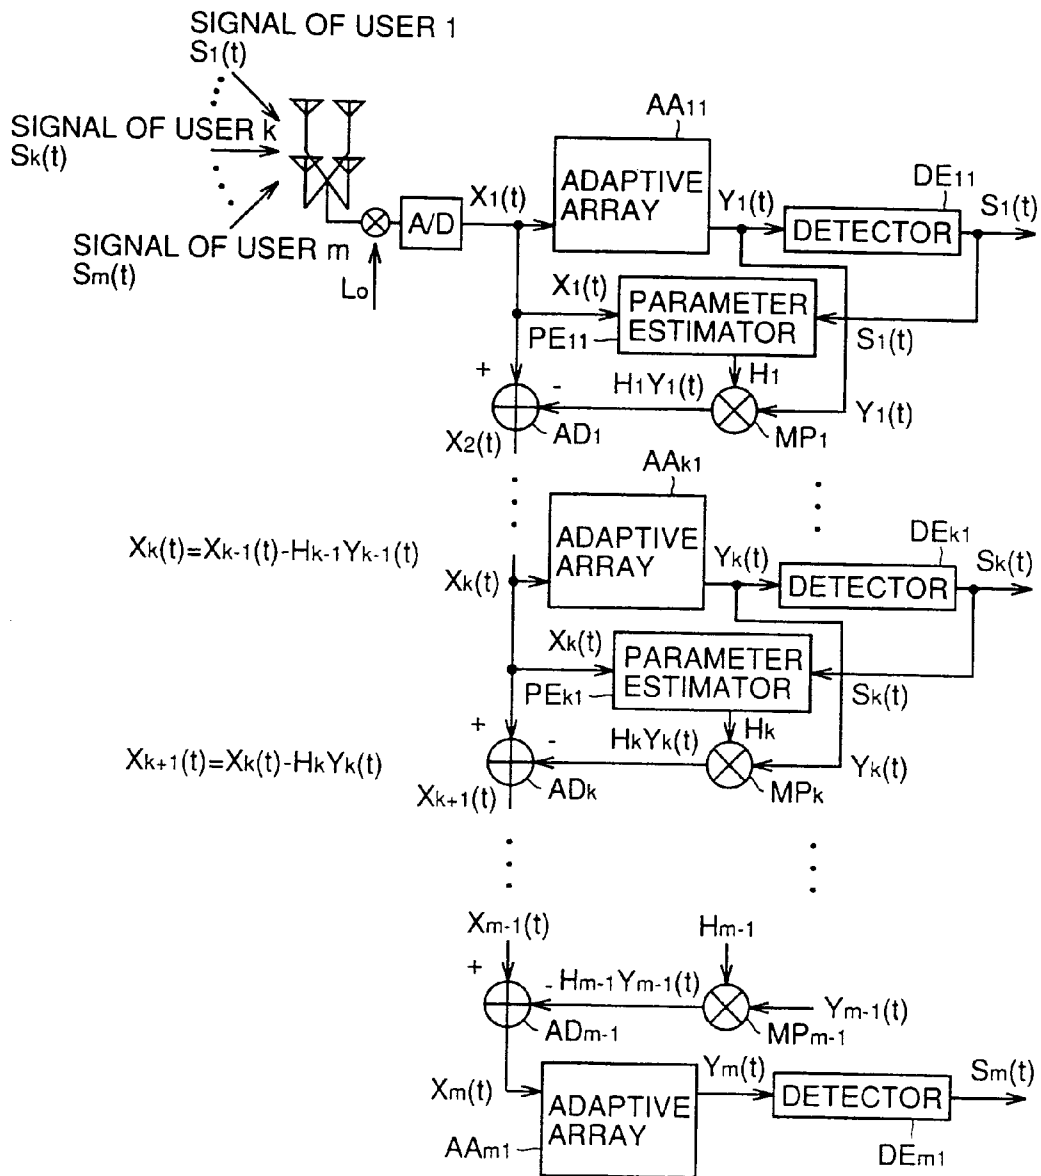 SIGNAL OF USER 1
S1(t)
SIGNAL OF USER k
Sk(t)
SIGNAL OF USER m
Sm(t)
Lo
A/D
X1(t)
AA11
ADAPTIVE
ARRAY
Y1(t)
DE11
DETECTOR
S1(t)
X1(t)
PARAMETER
ESTIMATOR
PE11
S1(t)
H1
+
-
H1Y1(t)
Y1(t)
AD1
MP1
X2(t)
AAk1
Xk(t)=Xk-1(t)-Hk-1Yk-1(t)
ADAPTIVE
ARRAY
Xk(t)
Yk(t)
DEk1
DETECTOR
Sk(t)
Xk(t)
PARAMETER
ESTIMATOR
PEk1
Sk(t)
Hk
+
-
HkYk(t)
Xk+1(t)=Xk(t)-HkYk(t)
Yk(t)
ADk
MPk
Xk+1(t)
Xm-1(t)
Hm-1
+
-
Hm-1Ym-1(t)
Ym-1(t)
ADm-1
MPm-1
Xm(t)
ADAPTIVE
ARRAY
AAm1
Ym(t)
DETECTOR
Sm(t)
DEm1